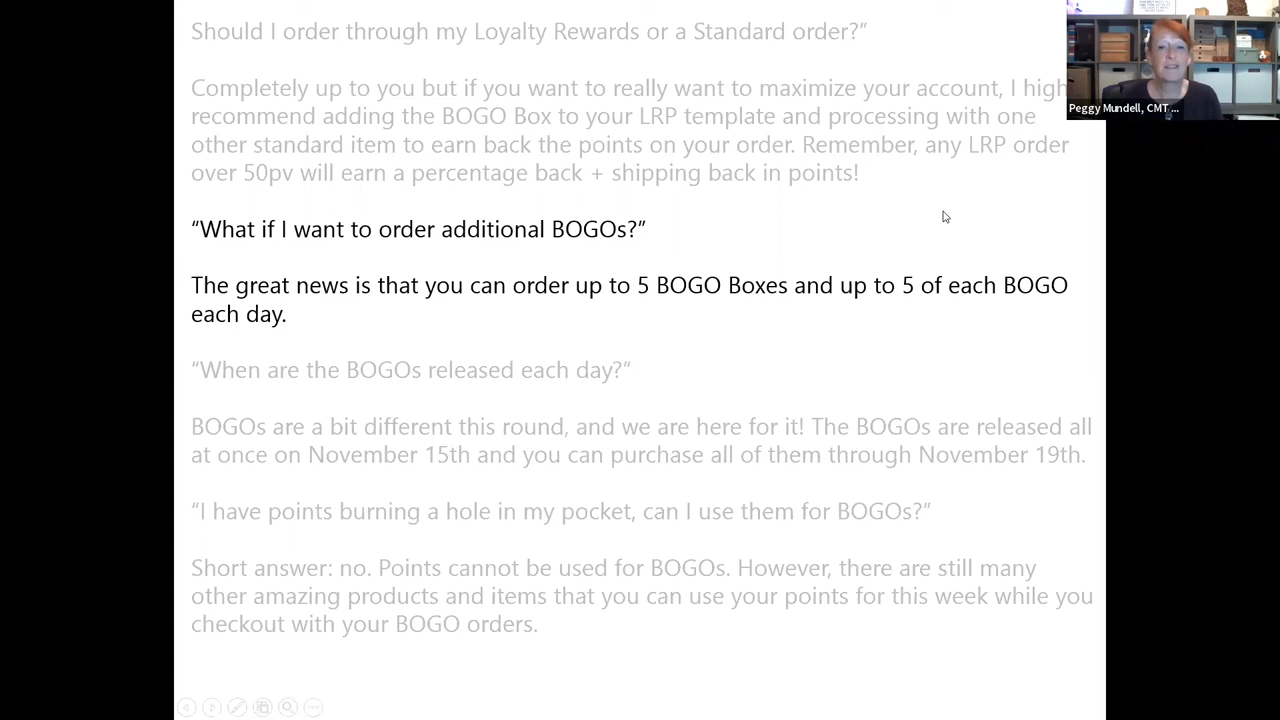 Should I order through my Loyalty Rewards or a Standard order?”
Completely up to you but if you want to really want to maximize your account, I high
recommend adding the BOGO Box to your LRP template and processing with one
other standard item to earn back the points on your order. Remember, any LRP order
over 50pv will earn a percentage back + shipping back in points!
“What if I want to order additional BOGOs?”
The great news is that you can order up to 5 BOGO Boxes and up to 5 of each BOGO
each day.
“When are the BOGOs released each day?”
BOGOs are a bit different this round, and we are here for it! The BOGOs are released all
at once on November 15th and you can purchase all of them through November 19th.
“I have points burning a hole in my pocket, can I use them for BOGOs?”
Short answer: no. Points cannot be used for BOGOs. However, there are still many
other amazing products and items that you can use your points for this week while you
checkout with your BOGO orders.
Peggy Mundell, CMT ...